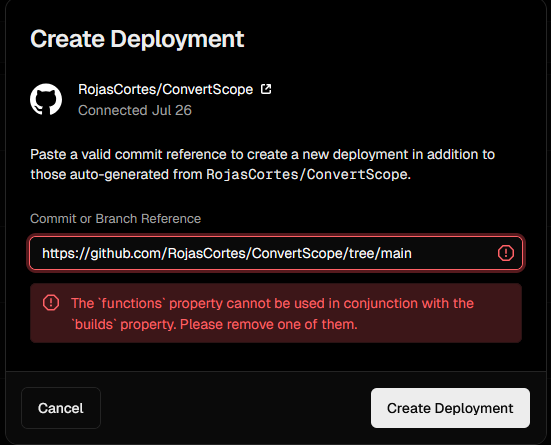 Create Deployment
RojasCortes/ConvertScope
Connected Jul 26
Paste a valid commit reference to create a new deployment in addition to
those auto-generated from RojasCortes/ConvertScope.
Commit or Branch Reference
https://github.com/RojasCortes/ConvertScope/tree/main
The `functions` property cannot be used in conjunction with the
`builds` property. Please remove one of them.
Cancel
Create Deployment